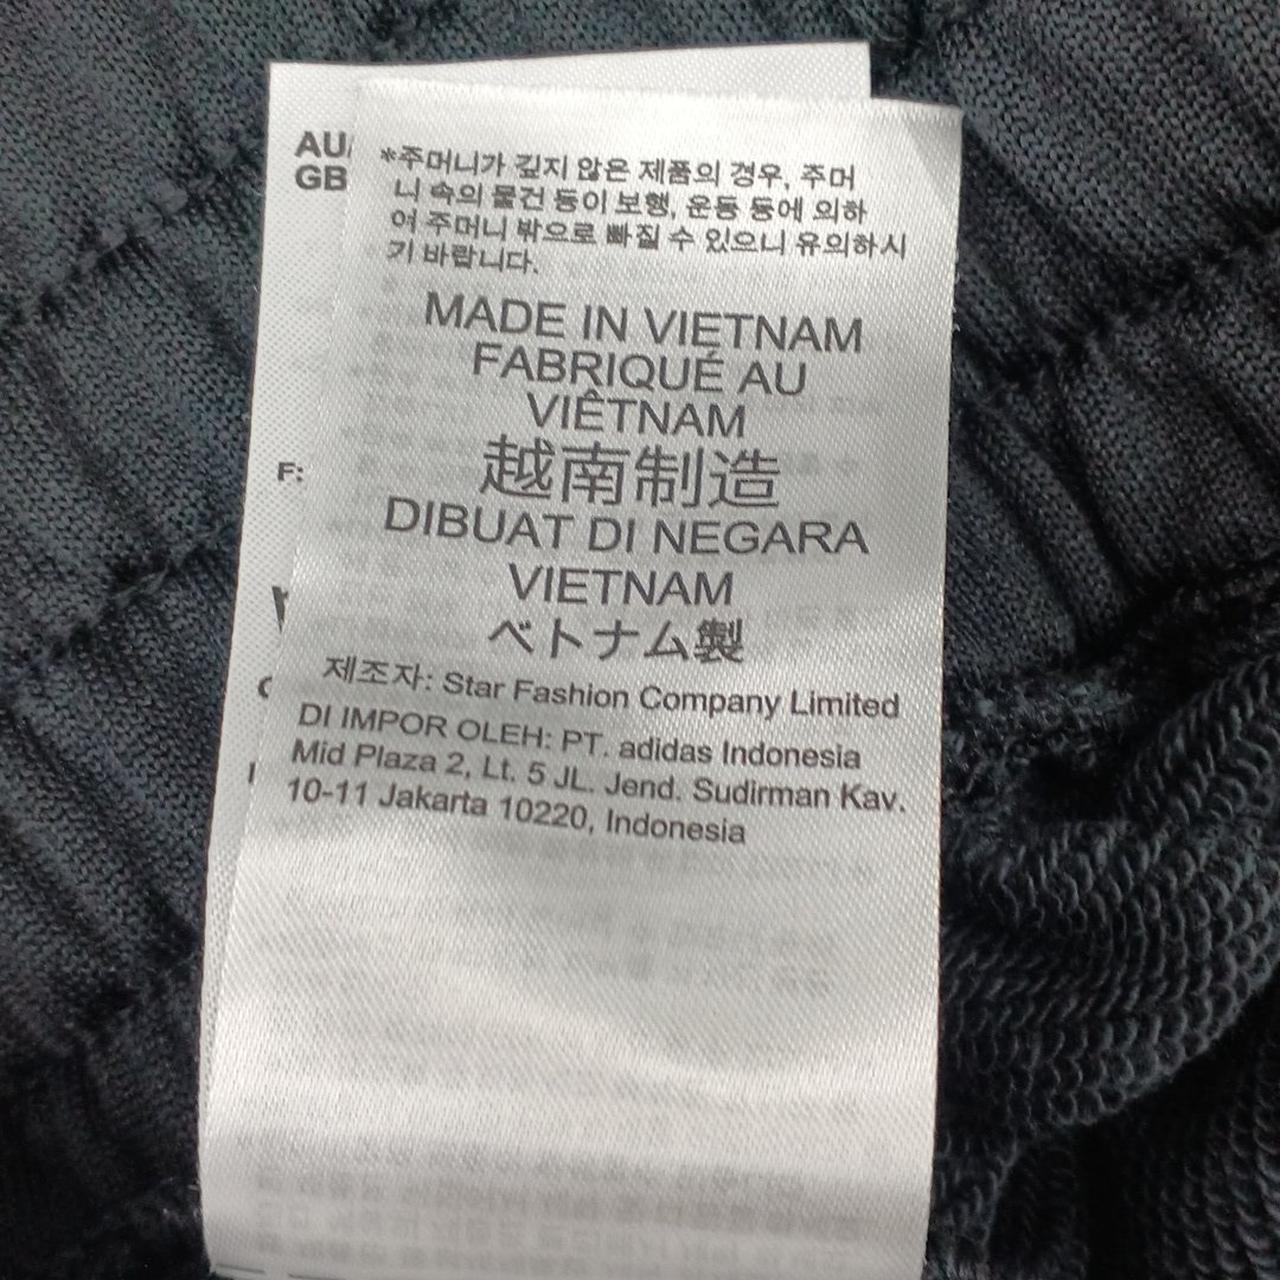 AU
GB
*주머니가 깊지 않은 제품의 경우, 주머
니 속의 물건 등이 보행, 운동 등에 의하
여 주머니 밖으로 빠질 수 있으니 유의하시
기 바랍니다.
MADE IN VIETNAM
FABRIQUÉ AU
VIÊTNAM
越南制造
DIBUAT DI NEGARA
VIETNAM
ベトナム製
제조자: Star Fashion Company Limited
DI IMPOR OLEH: PT. adidas Indonesia
Mid Plaza 2, Lt. 5 JL. Jend. Sudirman Kav.
10-11 Jakarta 10220, Indonesia
F: